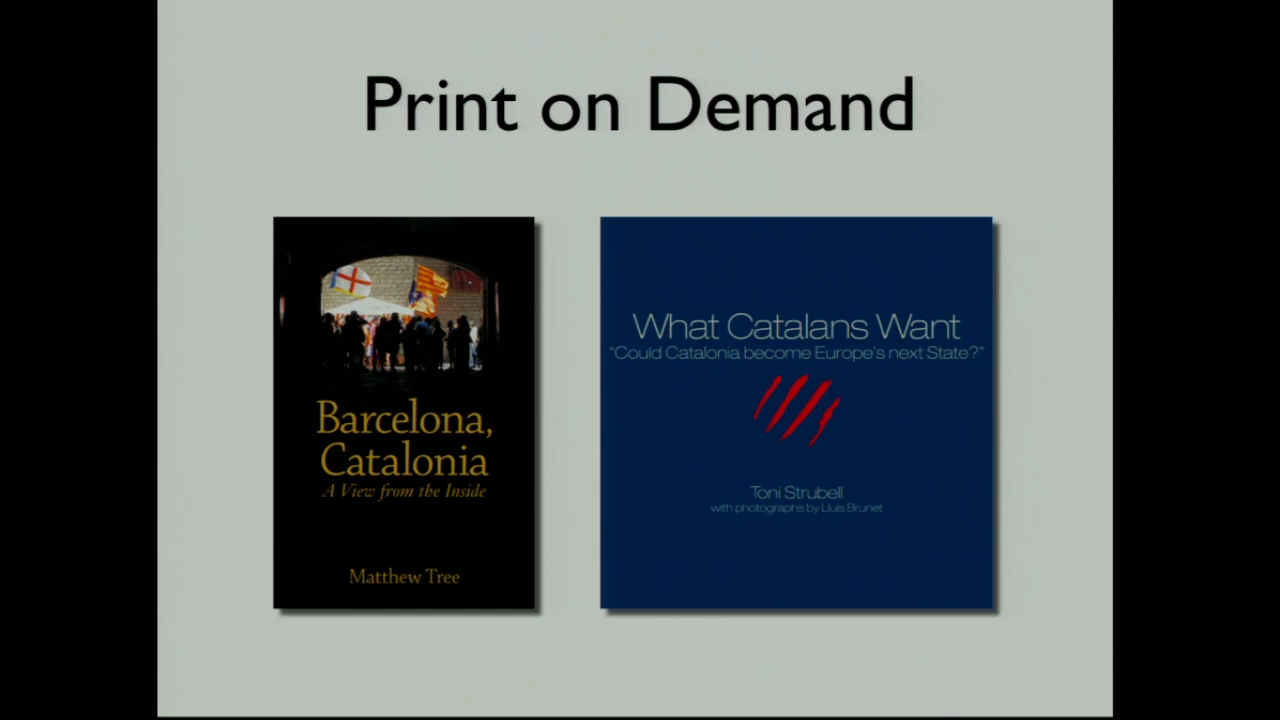 Print on Demand
Barcelona,
Catalonia
A View from the Inside
Matthew Tree
What Catalans Want
"Could Catalonia become Europe's next State?"
Toni Strubell
with photographs by Lluís Brunet